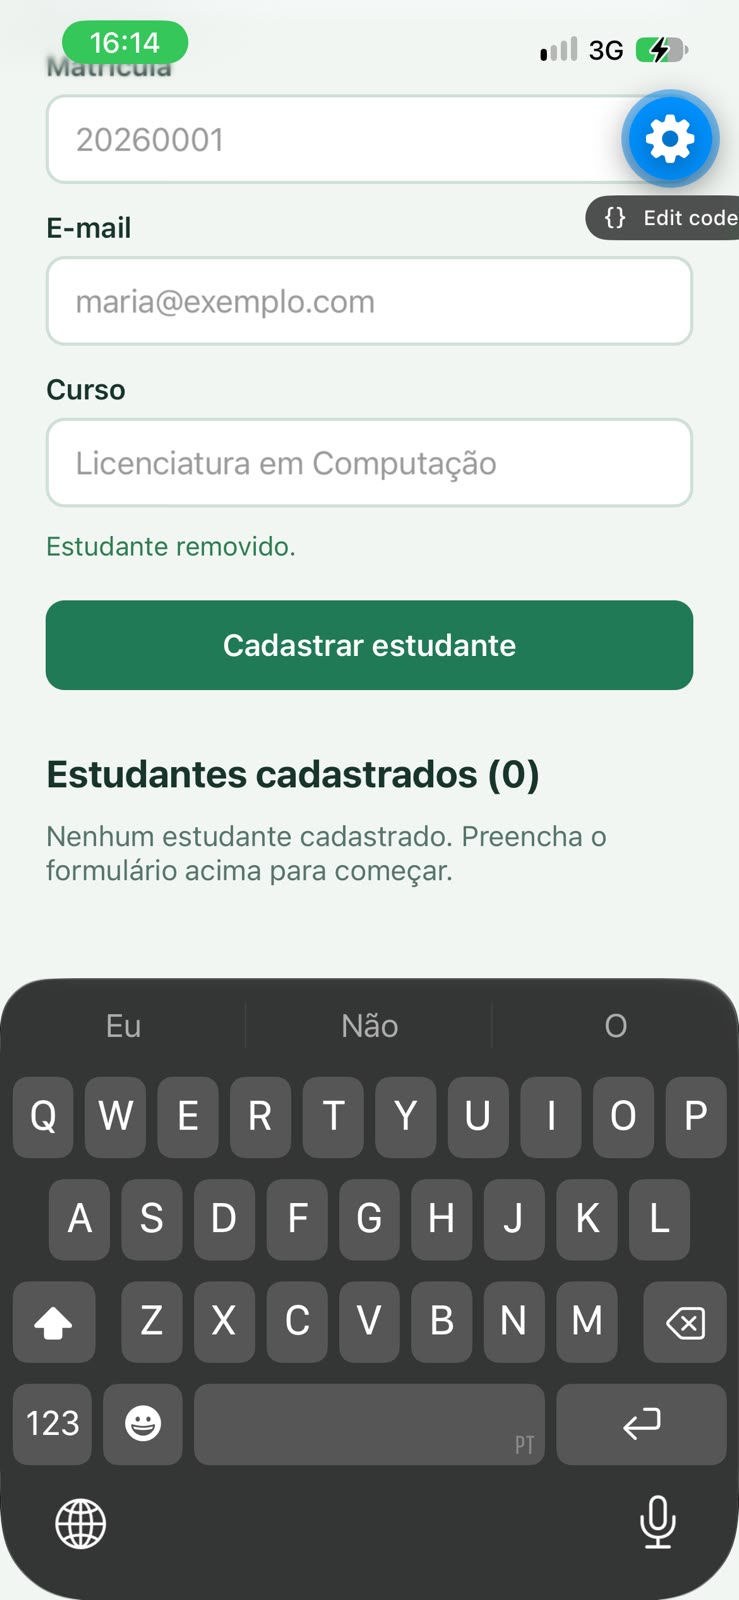 16:14
3G
Matrícula
20260001
{} Edit code
E-mail
maria@exemplo.com
Curso
Licenciatura em Computação
Estudante removido.
Cadastrar estudante
Estudantes cadastrados (0)
Nenhum estudante cadastrado. Preencha o
formulário acima para começar.
Eu Não O
Q W E R T Y U I O P
A S D F G H J K L
Z X C V B N M
123
PT